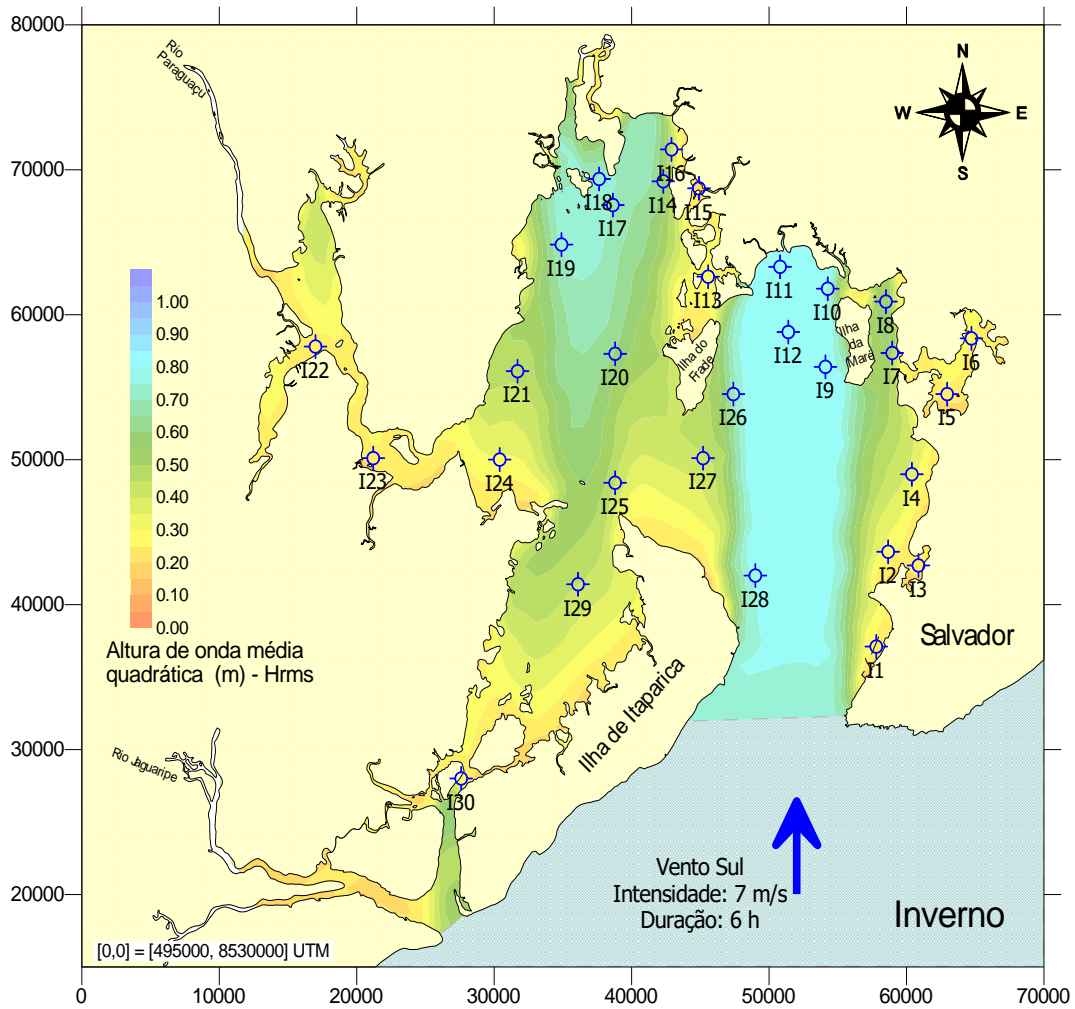 80000
70000
60000
50000
40000
30000
20000
0
10000
20000
30000
40000
50000
60000
70000
N
W
E
S
Rio
Paraguaçu
I16
I18
I15
I14
I17
I19
I13
I11
I10
I8
I12
Ilha
da
Maré
I7
I6
I9
I5
Ilha do
Frade
I22
I20
I21
I26
I23
I24
I27
I4
I25
I2
I3
I28
I29
I1
I30
1.00
0.90
0.80
0.70
0.60
0.50
0.40
0.30
0.20
0.10
0.00
Altura de onda média
quadrática (m) - Hrms
Salvador
Ilha de Itaparica
Rio Jaguaripe
Vento Sul
Intensidade: 7 m/s
Duração: 6 h
Inverno
[0,0] = [495000, 8530000] UTM